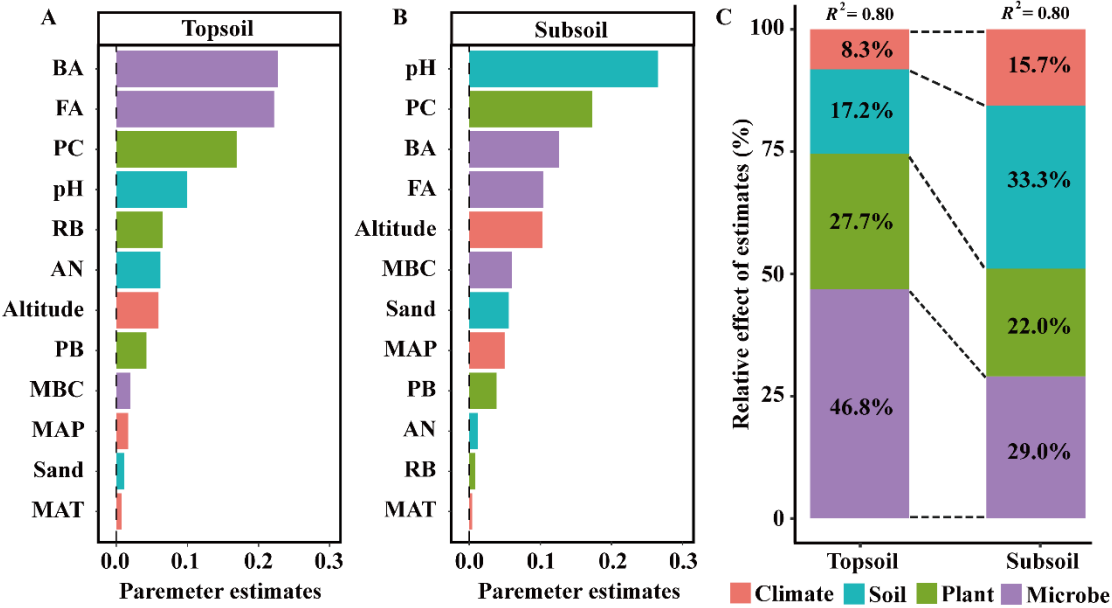 A
Topsoil
BA
FA
PC
pH
RB
AN
Altitude
PB
MBC
MAP
Sand
MAT
0.0 0.1 0.2 0.3
Paremeter estimates
B
Subsoil
pH
PC
BA
FA
Altitude
MBC
Sand
MAP
PB
AN
RB
MAT
0.0 0.1 0.2 0.3
Paremeter estimates
C
R² = 0.80 R² = 0.80
Relative effect of estimates (%)
100
75
50
25
0
8.3%
17.2%
27.7%
46.8%
15.7%
33.3%
22.0%
29.0%
Topsoil Subsoil
Climate Soil Plant Microbe